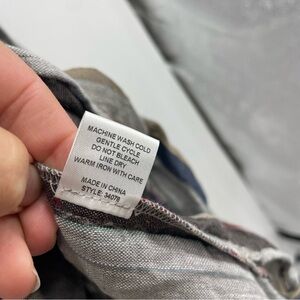 MACHINE WASH COLD
GENTLE CYCLE
DO NOT BLEACH
LINE DRY
WARM IRON WITH CARE
MADE IN CHINA
STYLE: 34078